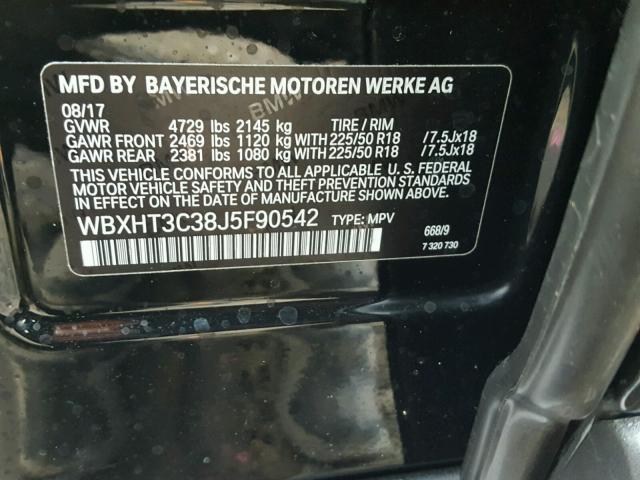 MFD BY BAYERISCHE MOTOREN WERKE AG
08/17
GVWR 4729 lbs 2145 kg TIRE / RIM
GAWR FRONT 2469 lbs 1120 kg WITH 225/50 R18 /7.5Jx18
GAWR REAR 2381 lbs 1080 kg WITH 225/50 R18 /7.5Jx18
THIS VEHICLE CONFORMS TO ALL APPLICABLE U. S. FEDERAL
MOTOR VEHICLE SAFETY AND THEFT PREVENTION STANDARDS
IN EFFECT ON THE DATE OF MANUFACTURE SHOWN ABOVE.
WBXHT3C38J5F90542 TYPE: MPV
668/9
7 320 730